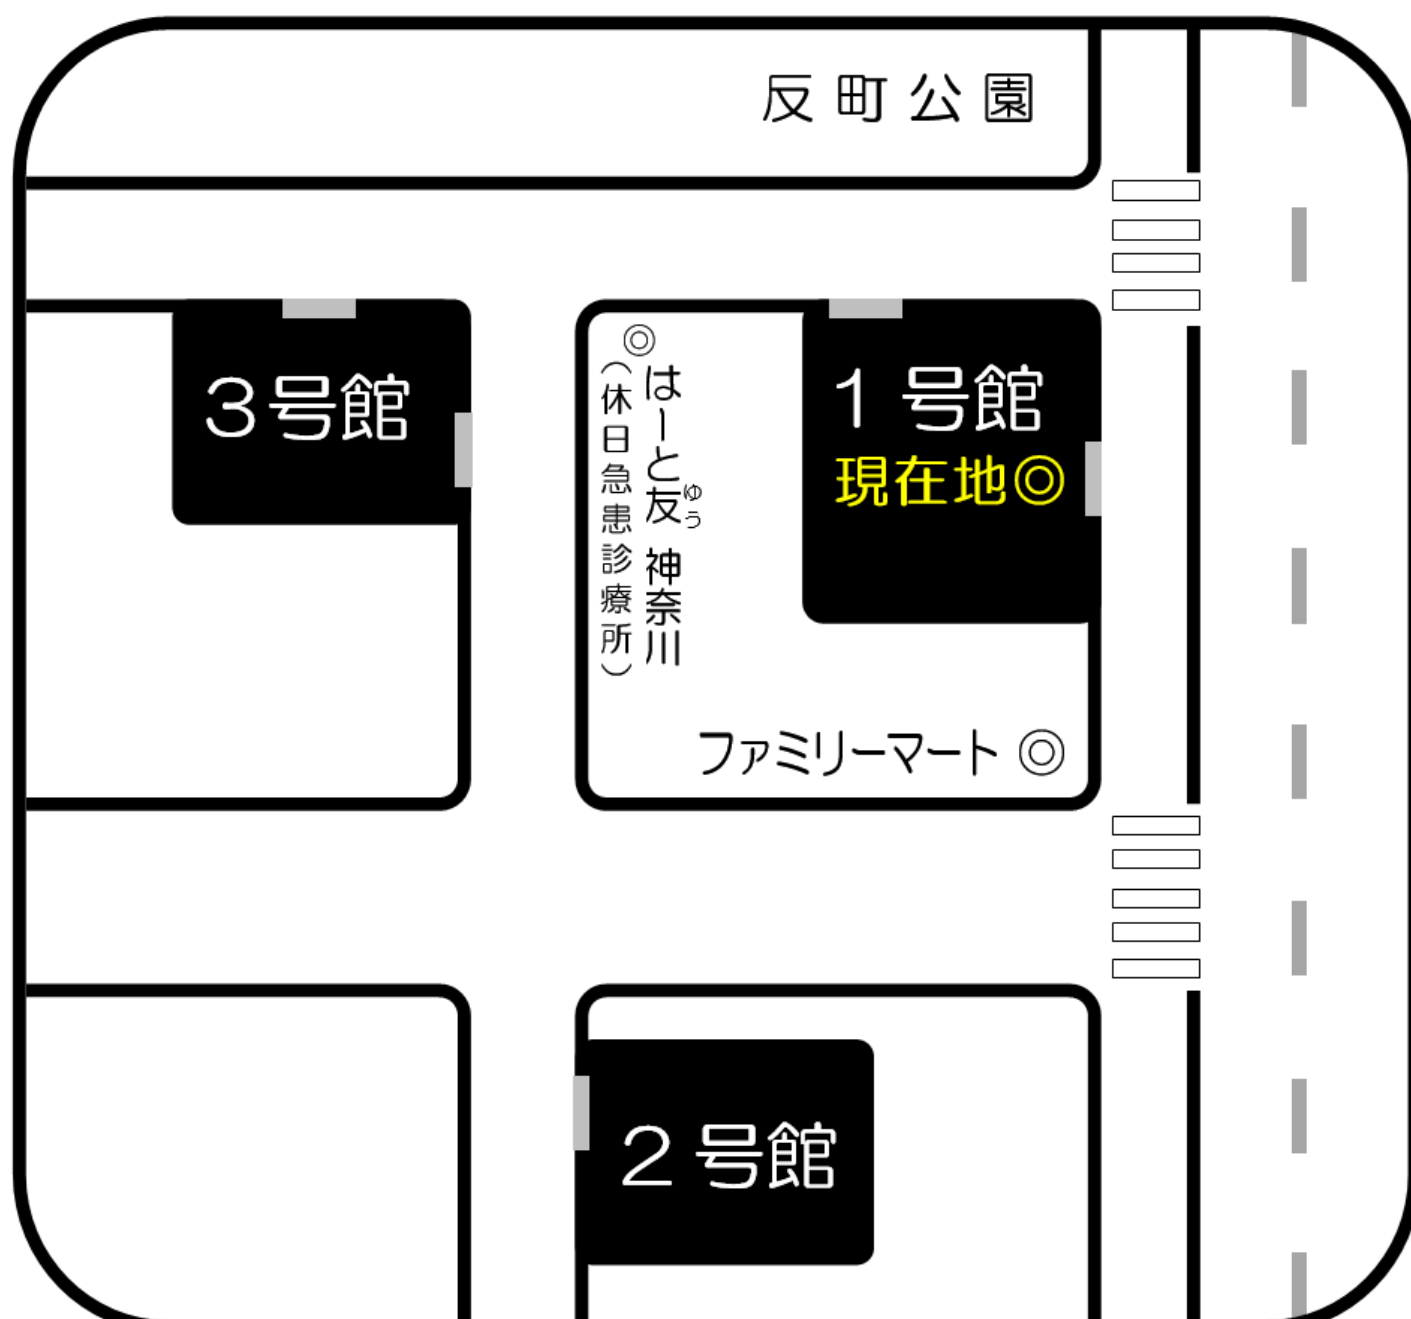 反町公園
3号館
1号館
現在地◎
◎
はーと友 神奈川
ゆう
(休日急患診療所)
ファミリーマート ◎
2号館